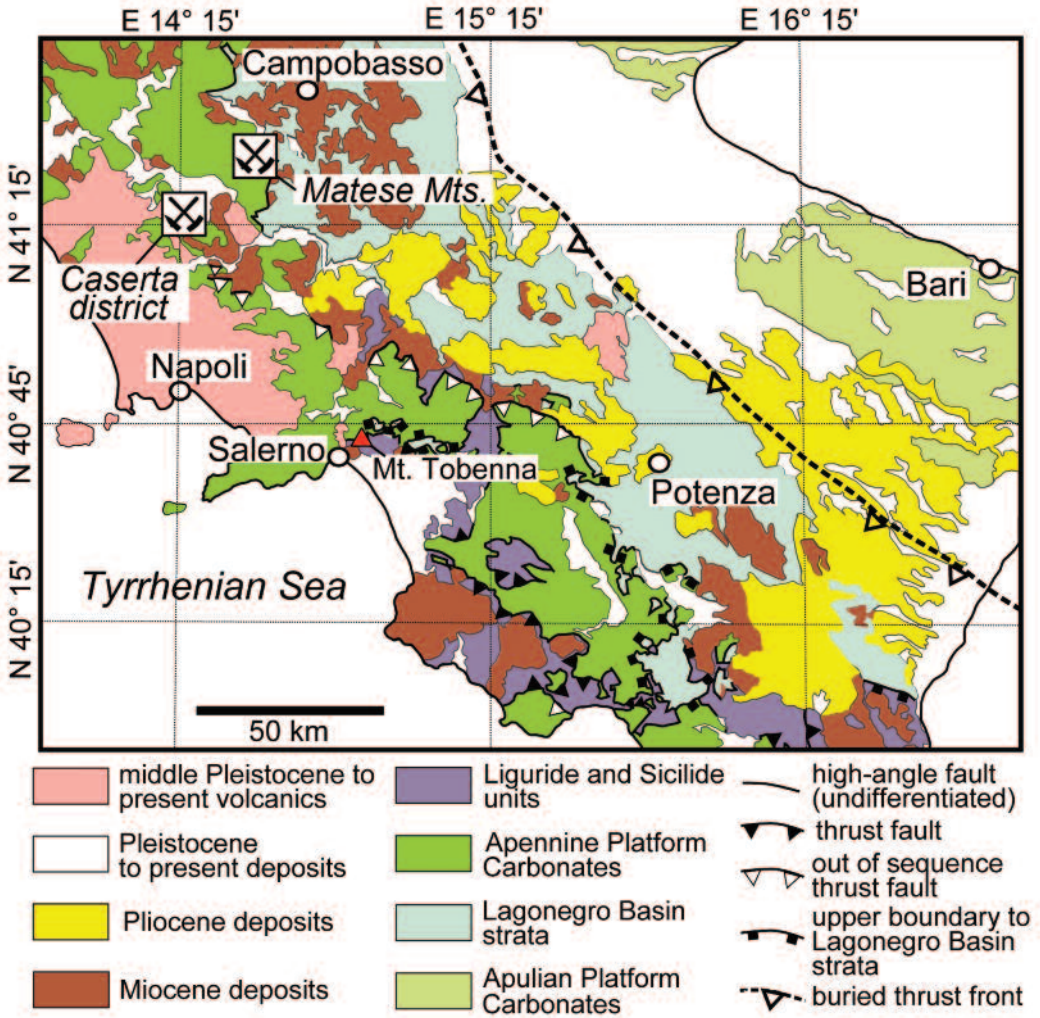 E 14° 15'
E 15° 15'
E 16° 15'
N 41° 15'
N 40° 45'
N 40° 15'
Campobasso
Matese Mts.
Caserta
district
Bari
Napoli
Salerno
Mt. Tobenna
Potenza
Tyrrhenian Sea
50 km
middle Pleistocene to
present volcanics
Pleistocene
to present deposits
Pliocene deposits
Miocene deposits
Liguride and Sicilide
units
Apennine Platform
Carbonates
Lagonegro Basin
strata
Apulian Platform
Carbonates
high-angle fault
(undifferentiated)
thrust fault
out of sequence
thrust fault
upper boundary to
Lagonegro Basin
strata
buried thrust front